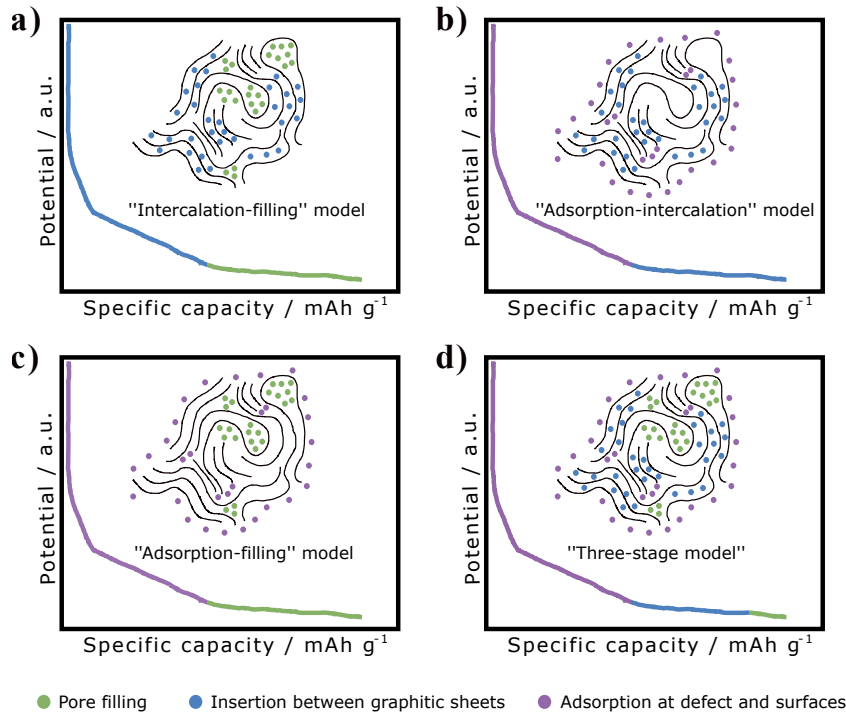 a)
Potential / a.u.
"Intercalation-filling" model
Specific capacity / mAh g⁻¹
b)
Potential / a.u.
"Adsorption-intercalation" model
Specific capacity / mAh g⁻¹
c)
Potential / a.u.
"Adsorption-filling" model
Specific capacity / mAh g⁻¹
d)
Potential / a.u.
"Three-stage model"
Specific capacity / mAh g⁻¹
Pore filling
Insertion between graphitic sheets
Adsorption at defect and surfaces